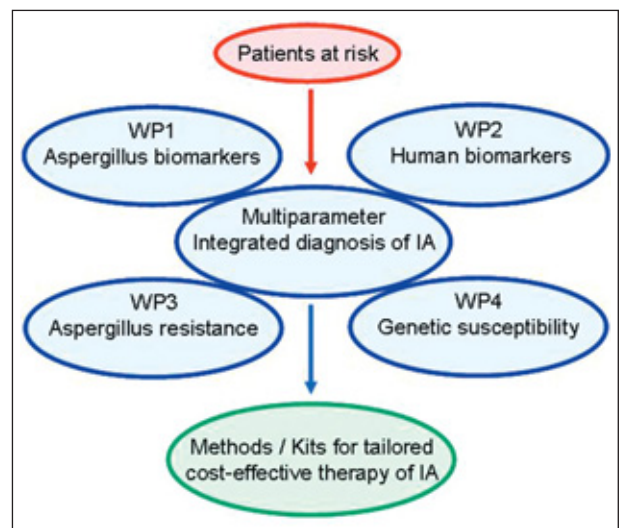 Patients at risk
WP1
Aspergillus biomarkers
WP2
Human biomarkers
Multiparameter
Integrated diagnosis of IA
WP3
Aspergillus resistance
WP4
Genetic susceptibility
Methods / Kits for tailored
cost-effective therapy of IA